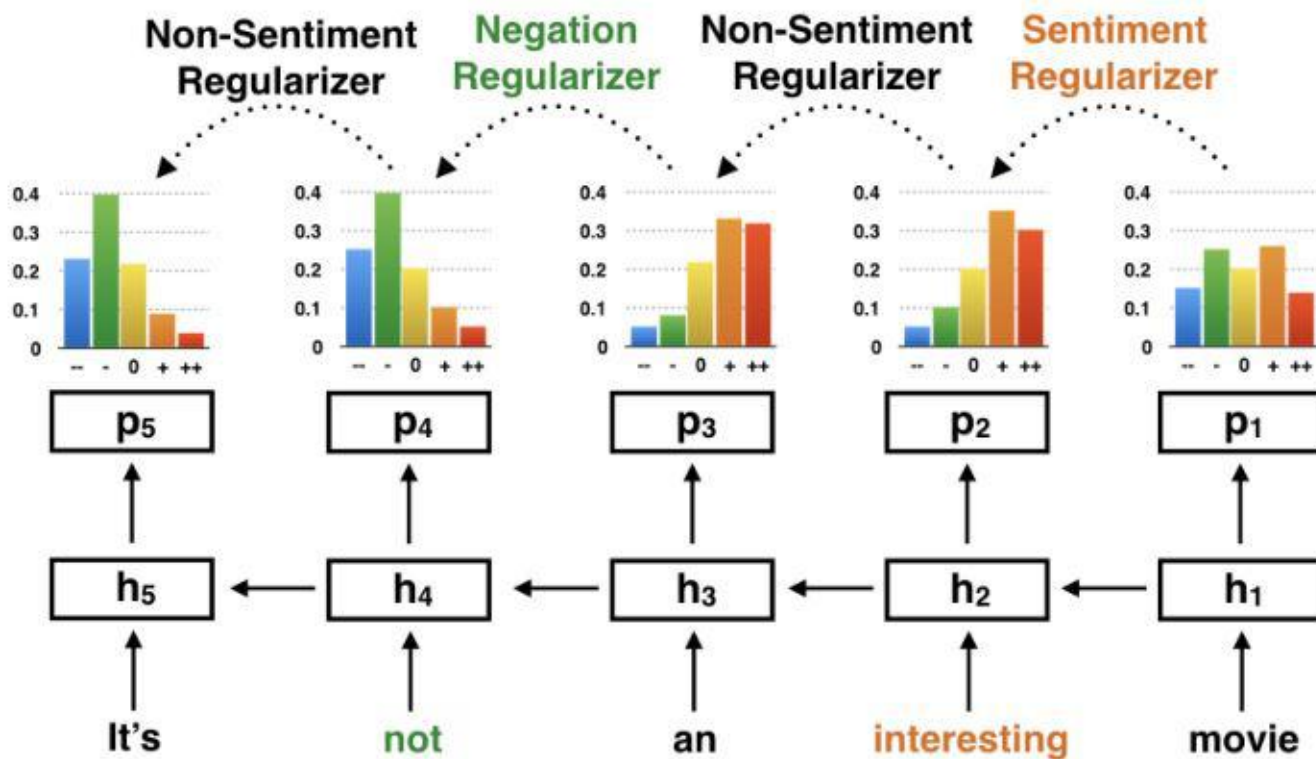 Non-Sentiment Negation Non-Sentiment Sentiment
Regularizer Regularizer Regularizer Regularizer
0.4 0.4 0.4 0.4 0.4
0.3 0.3 0.3 0.3 0.3
0.2 0.2 0.2 0.2 0.2
0.1 0.1 0.1 0.1 0.1
0 0 0 0 0
-- - 0 + ++ -- - 0 + ++ -- - 0 + ++ -- - 0 + ++ -- - 0 + ++
p5 p4 p3 p2 p1
h5 h4 h3 h2 h1
It's not an interesting movie